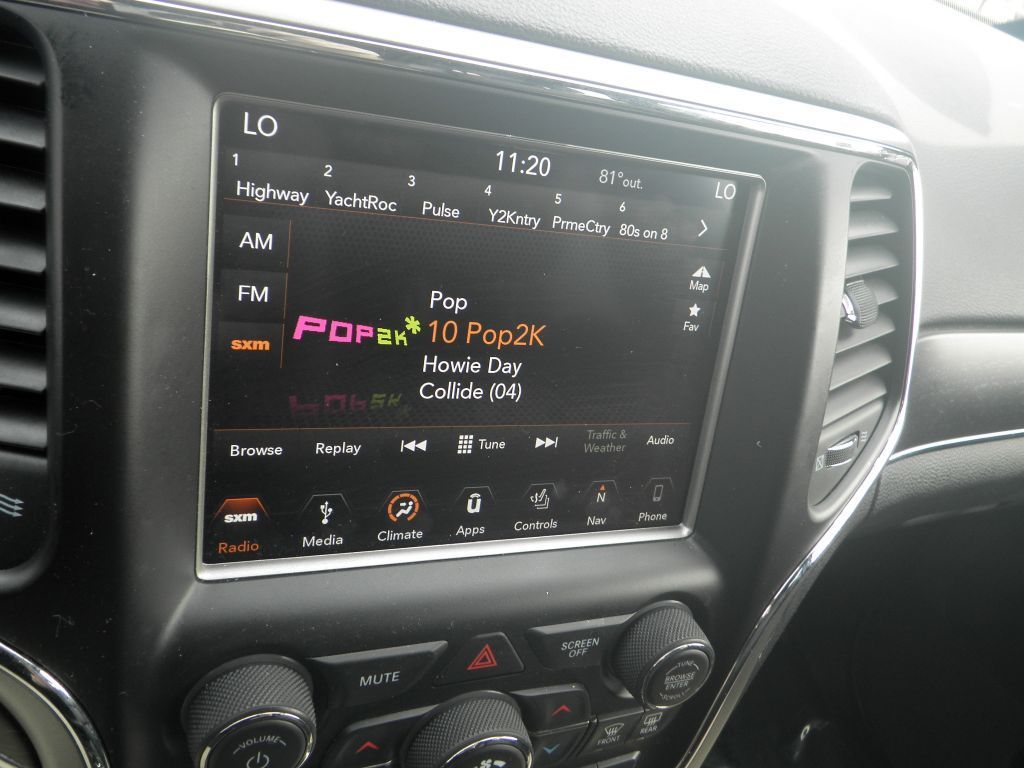 LO
11:20
81°out.
LO
1 Highway
2 YachtRoc
3 Pulse
4 Y2Kntry
5 PrmeCtry
6 80s on 8
AM
FM
sxm
Map
Fav
Pop
POP2K
10 Pop2K
Howie Day
Collide (04)
Browse
Replay
Tune
Traffic &
Weather
Audio
sxm
Radio
Media
Climate
U
Apps
Controls
N
Nav
Phone
MUTE
SCREEN
OFF
VOLUME
TUNE
BROWSE
ENTER
SCROLL
FRONT
REAR